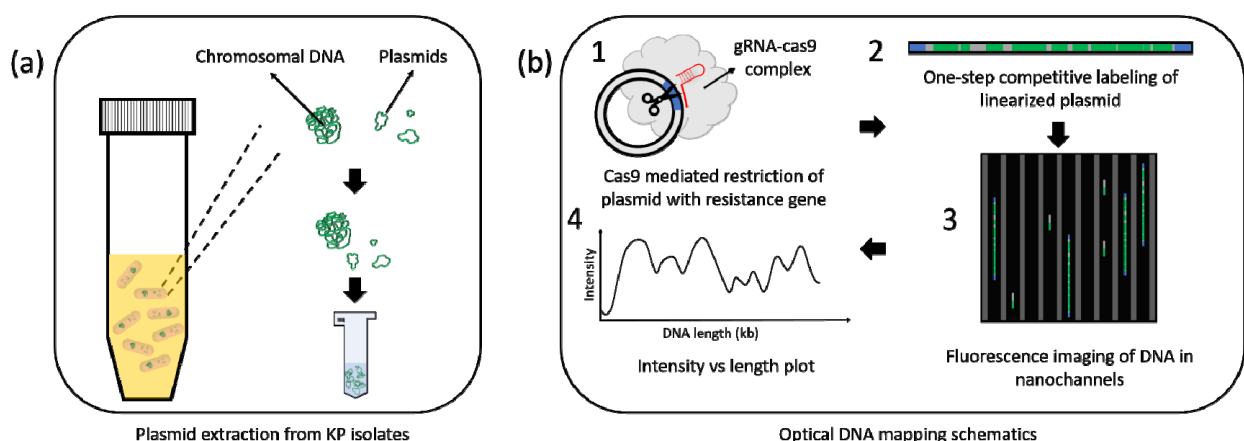 (a)
Chromosomal DNA
Plasmids
Plasmid extraction from KP isolates
(b)
1
gRNA-cas9
complex
Cas9 mediated restriction of
plasmid with resistance gene
2
One-step competitive labeling of
linearized plasmid
3
Fluorescence imaging of DNA in
nanochannels
4
Intensity
DNA length (kb)
Intensity vs length plot
Optical DNA mapping schematics